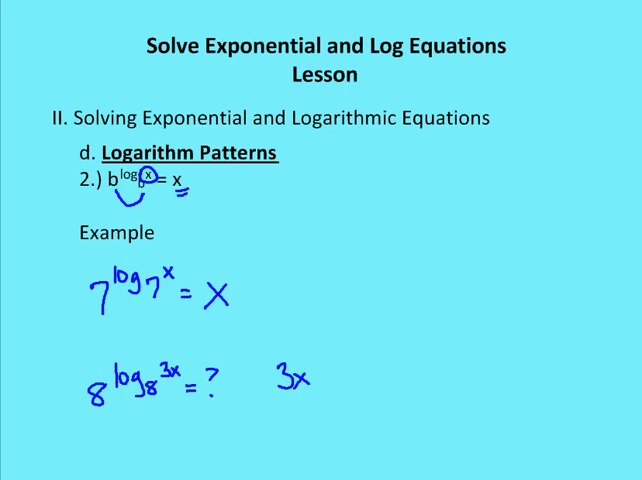 Solve Exponential and Log Equations
Lesson
II. Solving Exponential and Logarithmic Equations
d. Logarithm Patterns
2.) b^{log_b x} = x
Example
7^{log_7 x} = x
8^{log_8 3x} = ? 3x